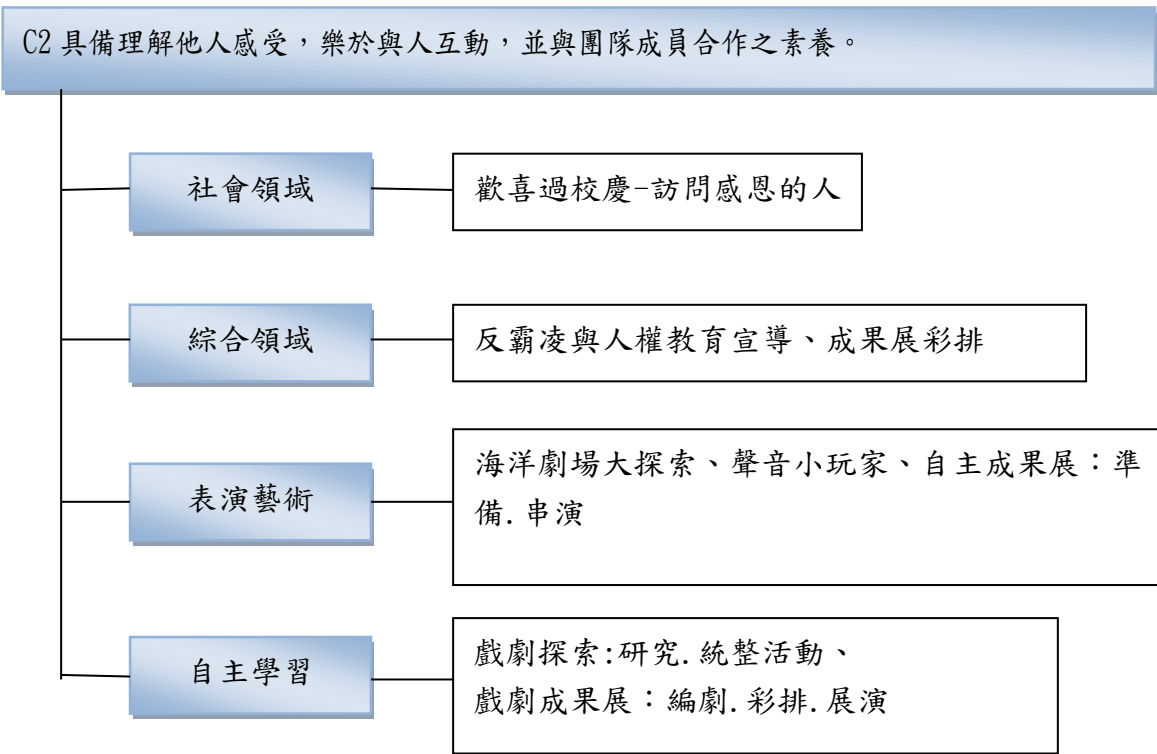 C2 具備理解他人感受，樂於與人互動，並與團隊成員合作之素養。
社會領域
歡喜過校慶-訪問感恩的人
綜合領域
反霸凌與人權教育宣導、成果展彩排
表演藝術
海洋劇場大探索、聲音小玩家、自主成果展：準
備.串演
自主學習
戲劇探索:研究.統整活動、
戲劇成果展：編劇.彩排.展演